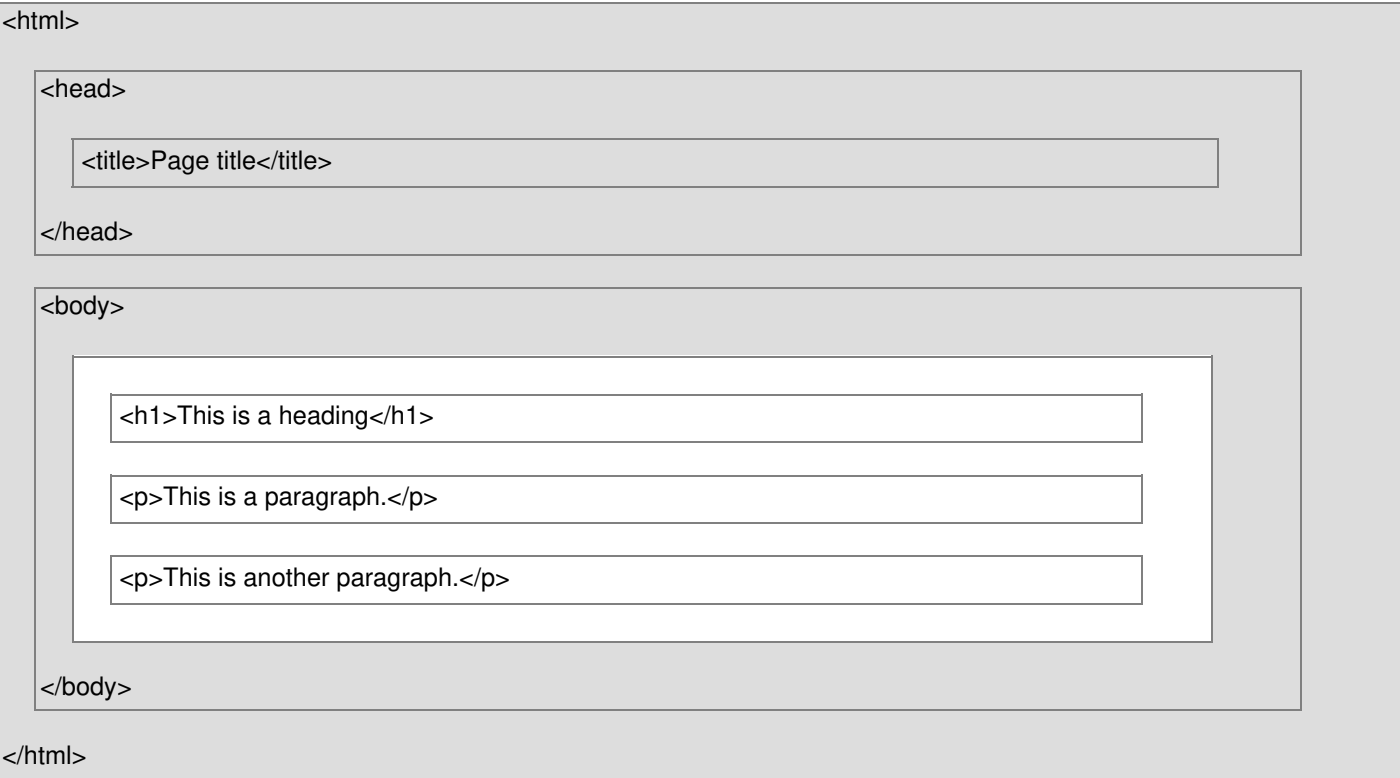 <html>
<head>
<title>Page title</title>
</head>
<body>
<h1>This is a heading</h1>
<p>This is a paragraph.</p>
<p>This is another paragraph.</p>
</body>
</html>